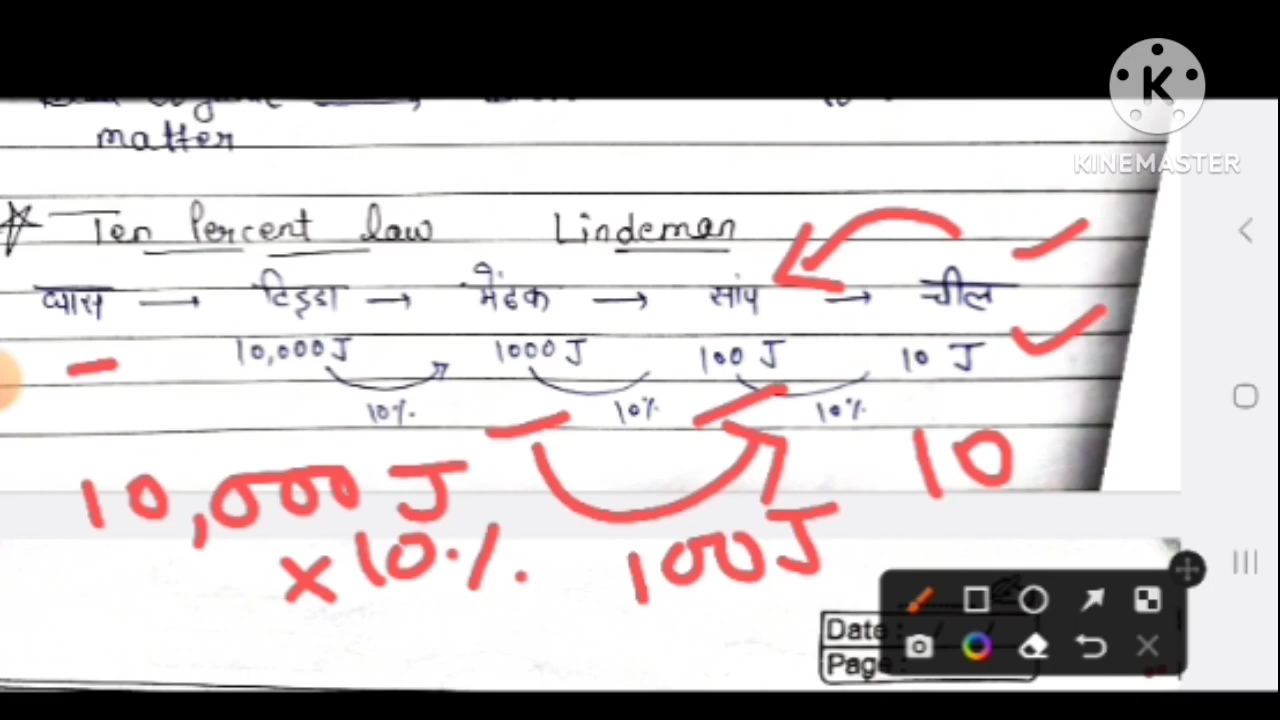 matter
KINEMASTER
Ten Percent law Lindeman
घास → टिड्डा → मेंढक → सांप → चील
10,000 J 1000 J 100 J 10 J
10% 10% 10%
10,000 J
× 10%.
100 J
10
Date :
Page :